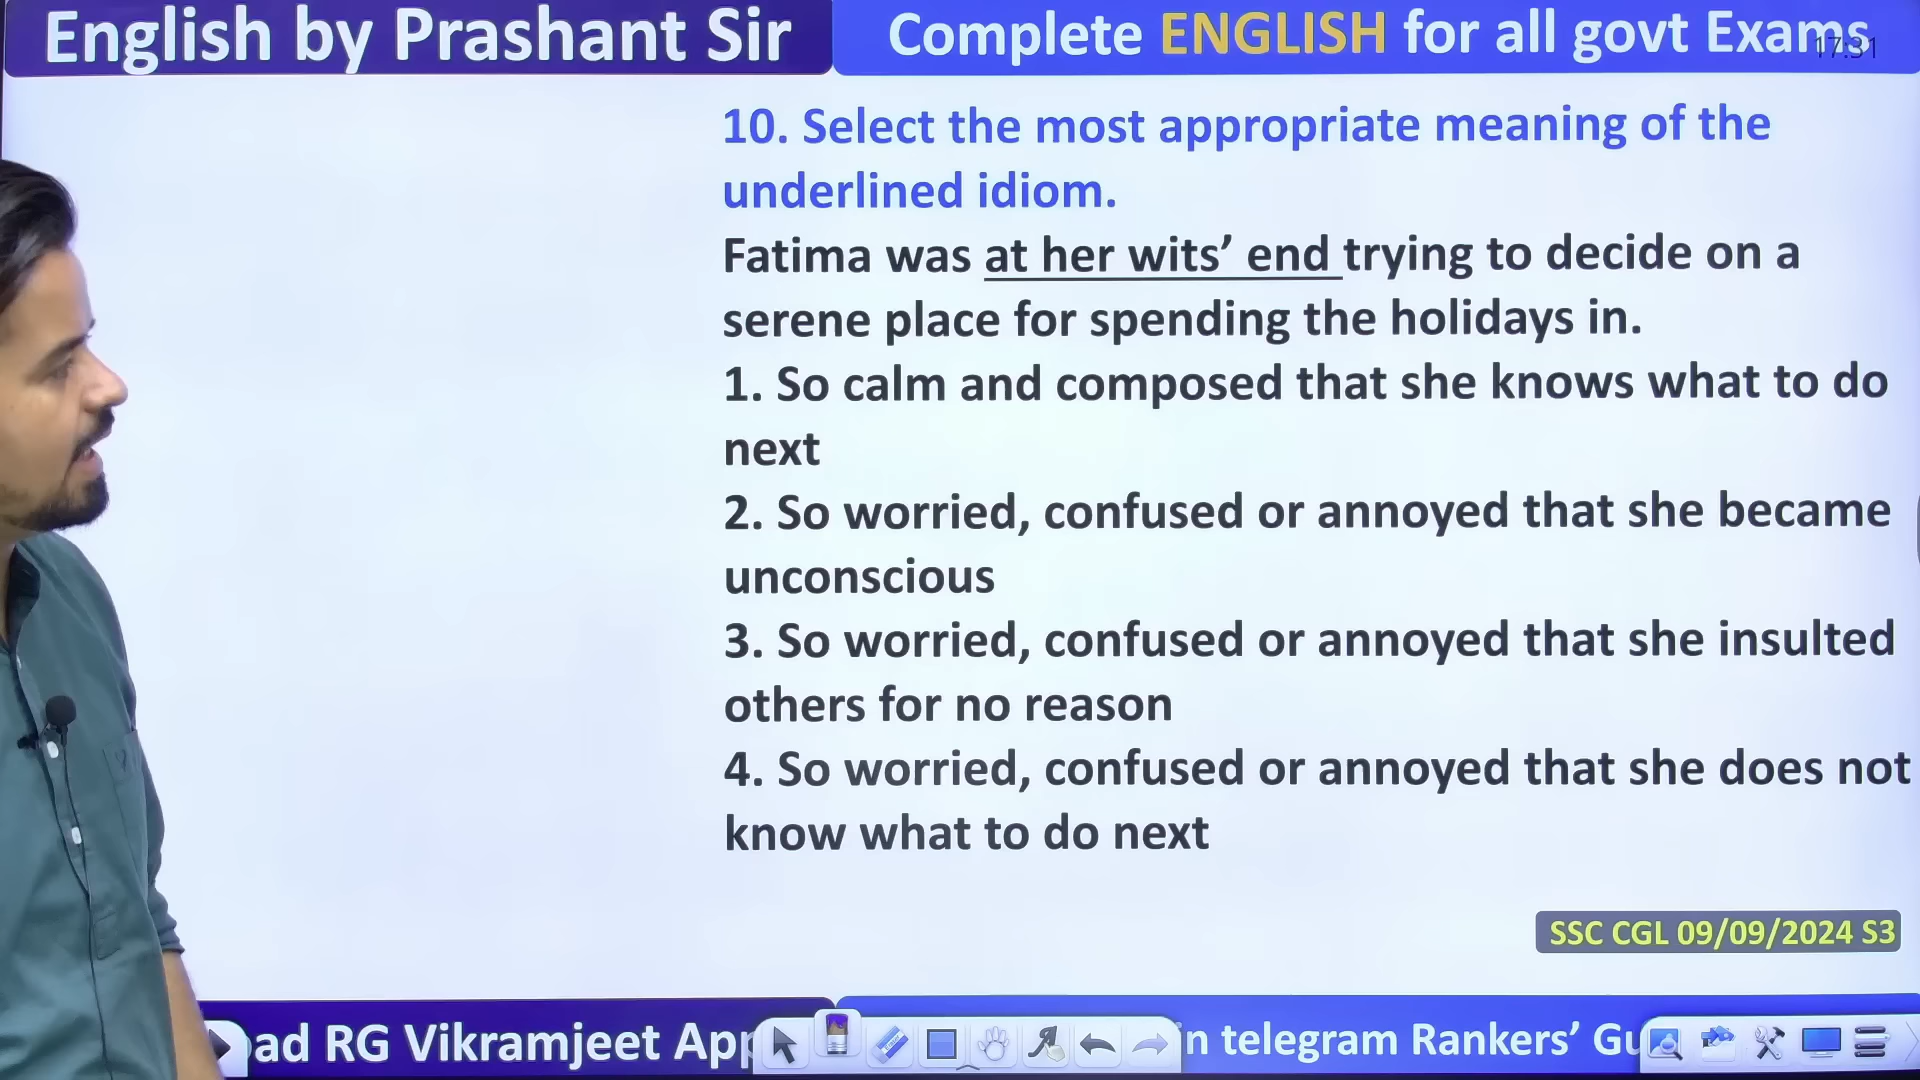 English by Prashant Sir
Complete ENGLISH for all govt Exams
17:31
10. Select the most appropriate meaning of the
underlined idiom.
Fatima was at her wits’ end trying to decide on a
serene place for spending the holidays in.
1. So calm and composed that she knows what to do
next
2. So worried, confused or annoyed that she became
unconscious
3. So worried, confused or annoyed that she insulted
others for no reason
4. So worried, confused or annoyed that she does not
know what to do next
SSC CGL 09/09/2024 S3
RG Vikramjeet
telegram Rankers’